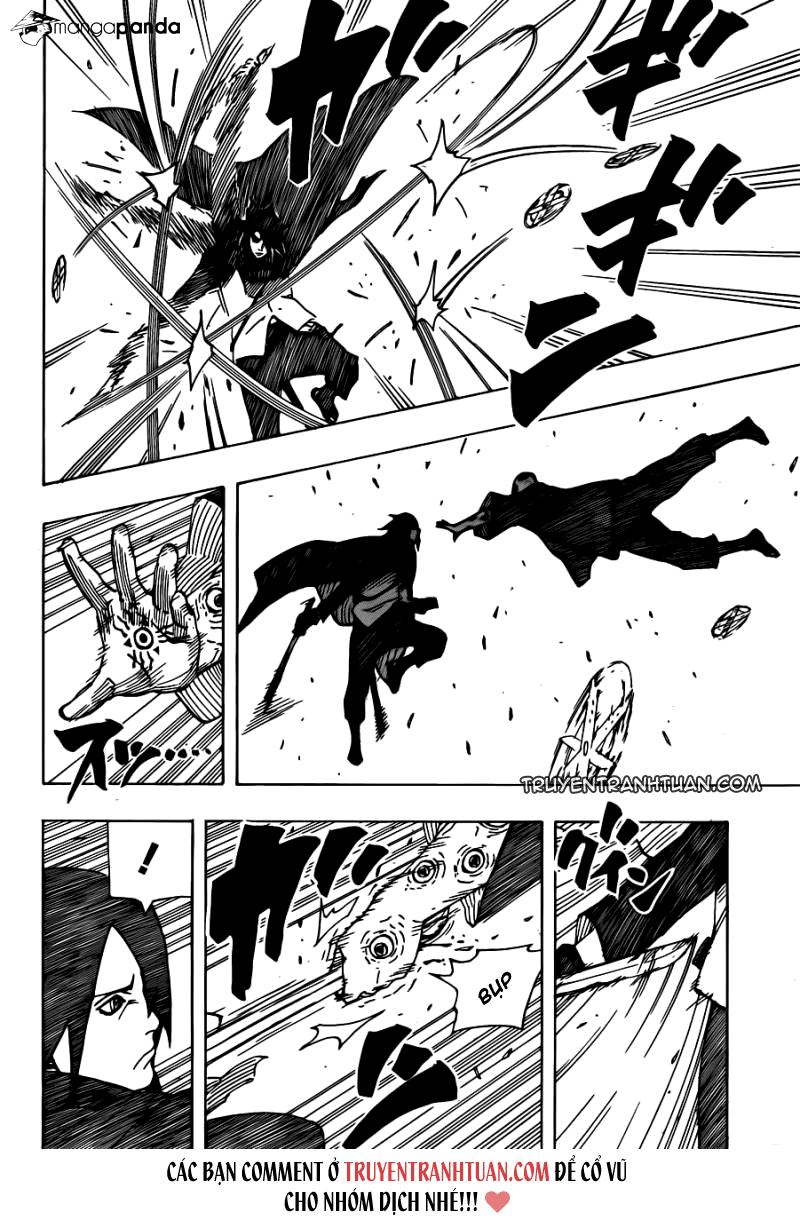 mangapanda
ガ
ギ
ギン
TRUYENTRANHTUAN.COM
ズッ……
!
ガ
ッ
BỤP
グイン
CÁC BẠN COMMENT Ở TRUYENTRANHTUAN.COM ĐỂ CỔ VŨ
CHO NHÓM DỊCH NHÉ!!! ❤